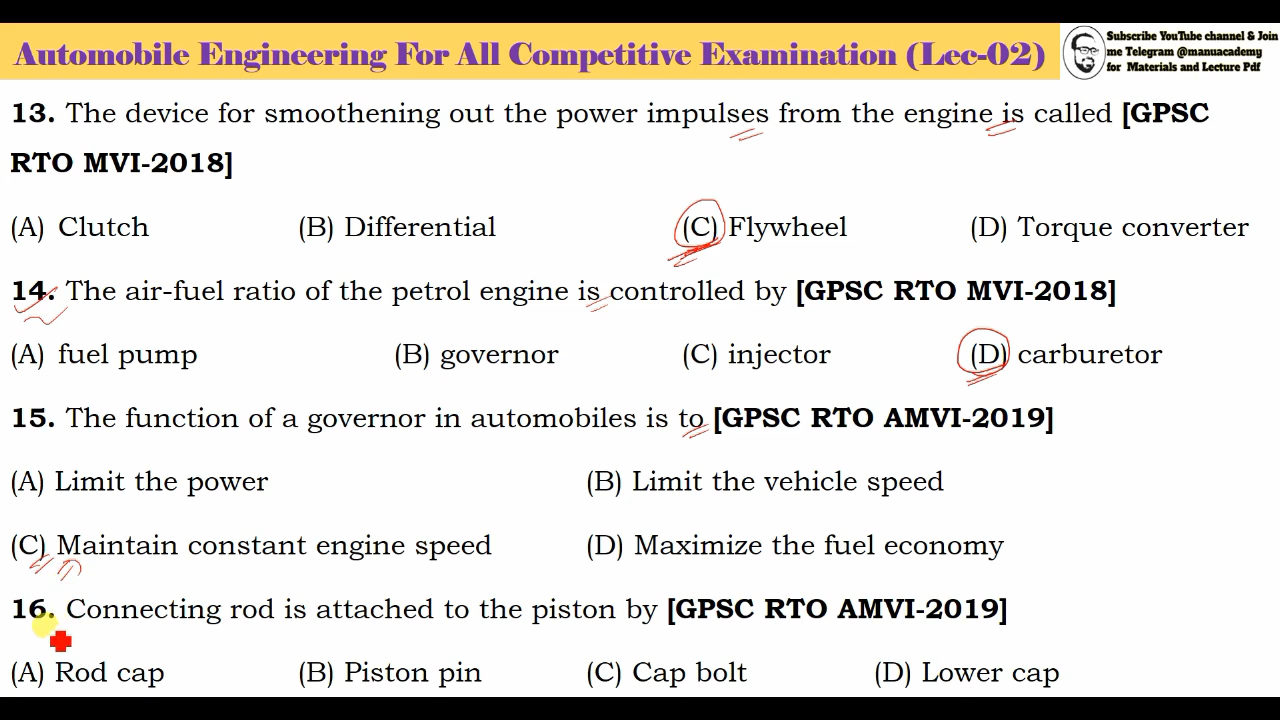 Automobile Engineering For All Competitive Examination (Lec-02)
Subscribe YouTube channel & Join
me Telegram @manuacademy
for Materials and Lecture Pdf
13. The device for smoothening out the power impulses from the engine is called [GPSC
RTO MVI-2018]
(A) Clutch (B) Differential (C) Flywheel (D) Torque converter
14. The air-fuel ratio of the petrol engine is controlled by [GPSC RTO MVI-2018]
(A) fuel pump (B) governor (C) injector (D) carburetor
15. The function of a governor in automobiles is to [GPSC RTO AMVI-2019]
(A) Limit the power (B) Limit the vehicle speed
(C) Maintain constant engine speed (D) Maximize the fuel economy
16. Connecting rod is attached to the piston by [GPSC RTO AMVI-2019]
(A) Rod cap (B) Piston pin (C) Cap bolt (D) Lower cap